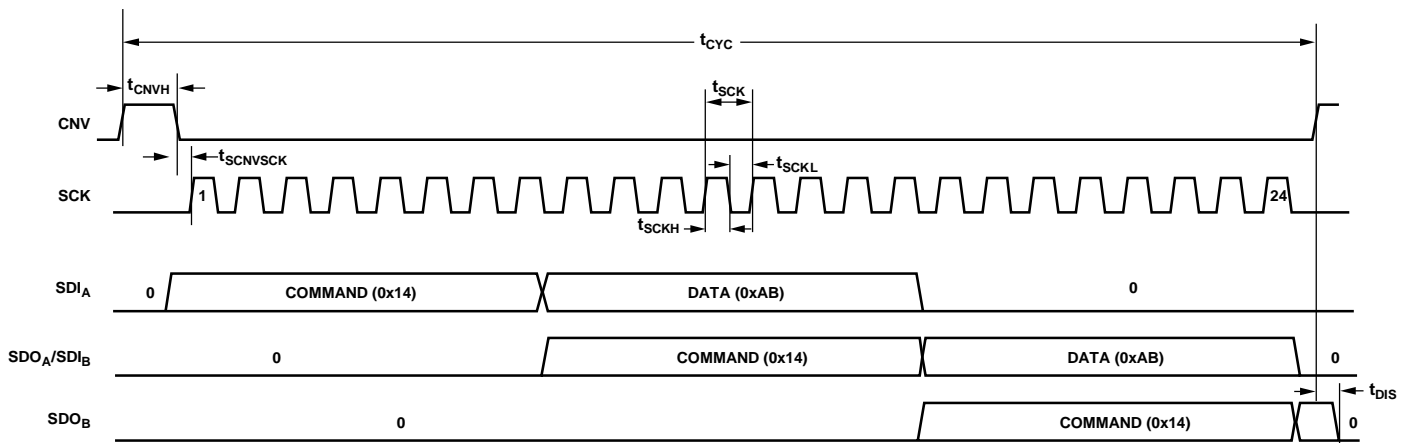 tCYC
tCNVH
tSCK
CNV
tSCNVSCK
tSCKL
SCK
1
24
tSCKH
SDIA
0
COMMAND (0x14)
DATA (0xAB)
0
SDOA/SDIB
0
COMMAND (0x14)
DATA (0xAB)
0
tDIS
SDOB
0
COMMAND (0x14)
0